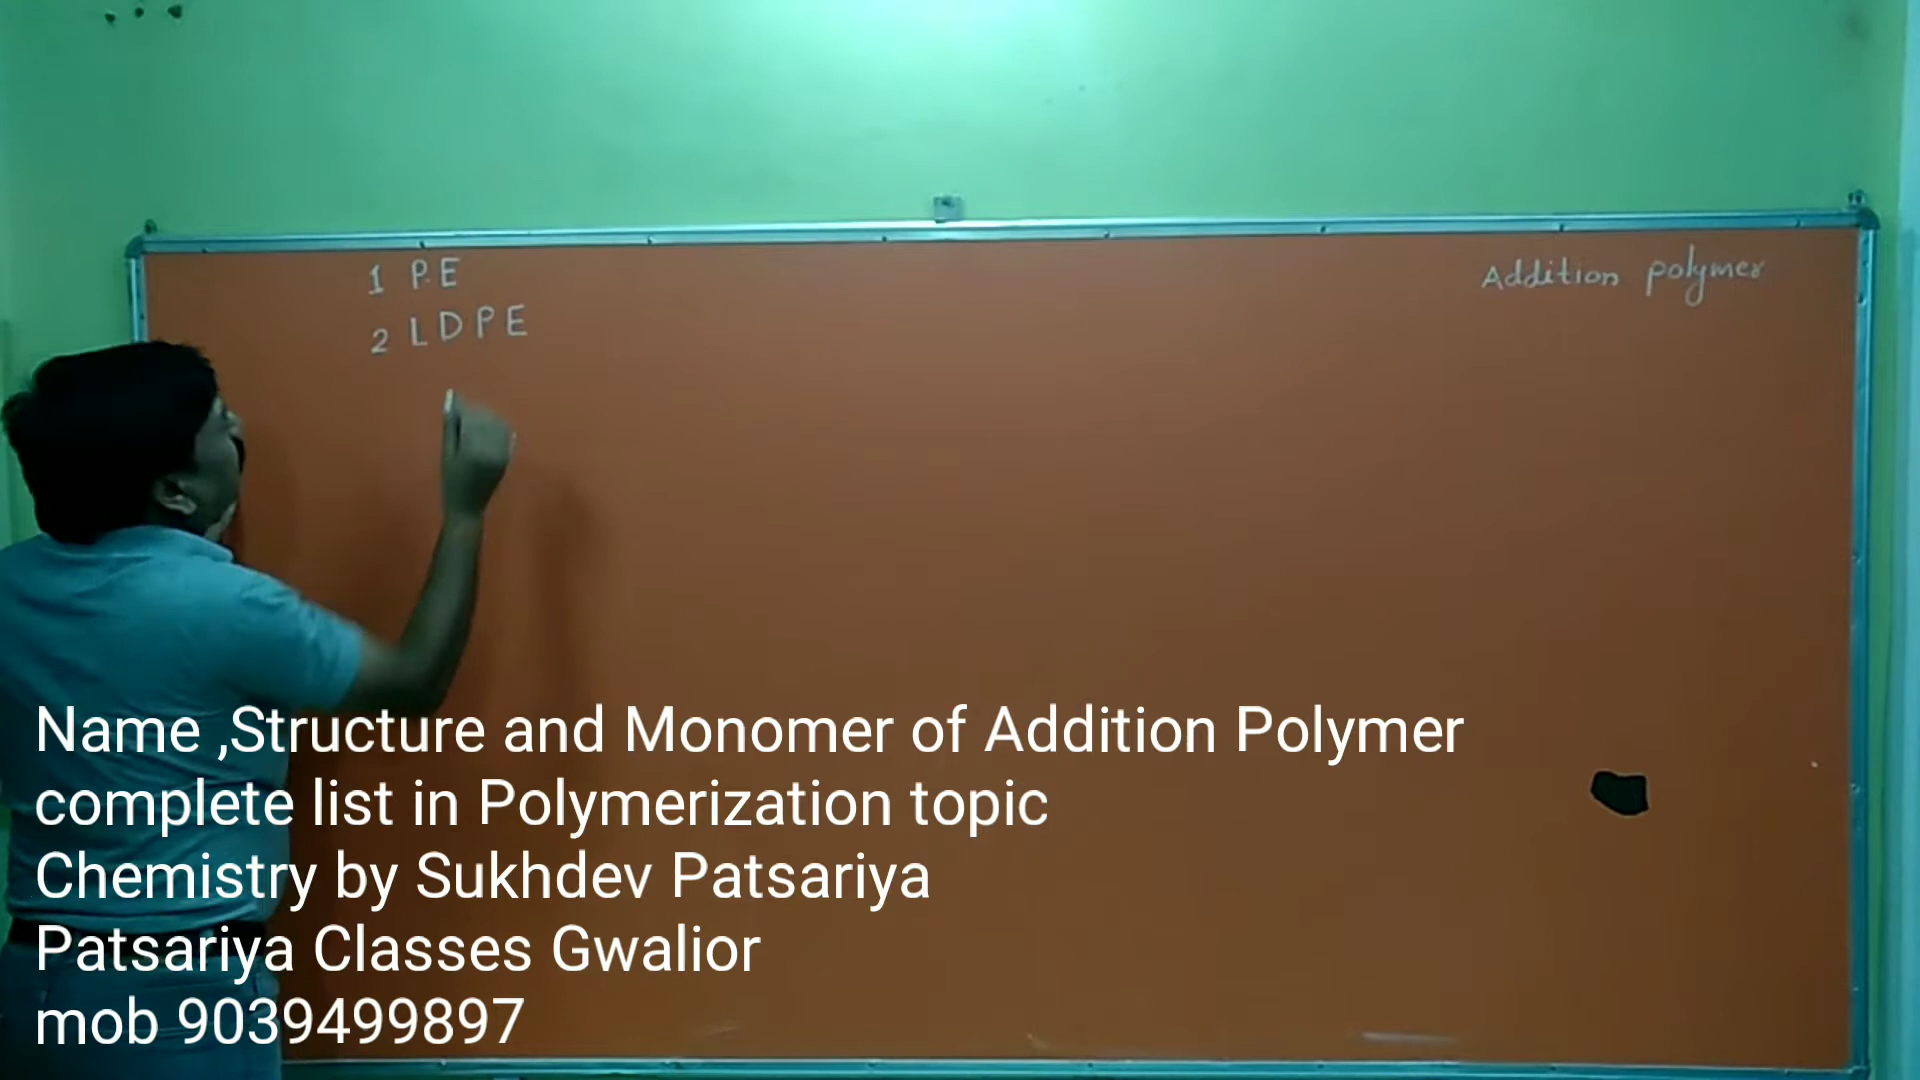 1 P.E
Addition polymer
2 LDPE
Name ,Structure and Monomer of Addition Polymer
complete list in Polymerization topic
Chemistry by Sukhdev Patsariya
Patsariya Classes Gwalior
mob 9039499897